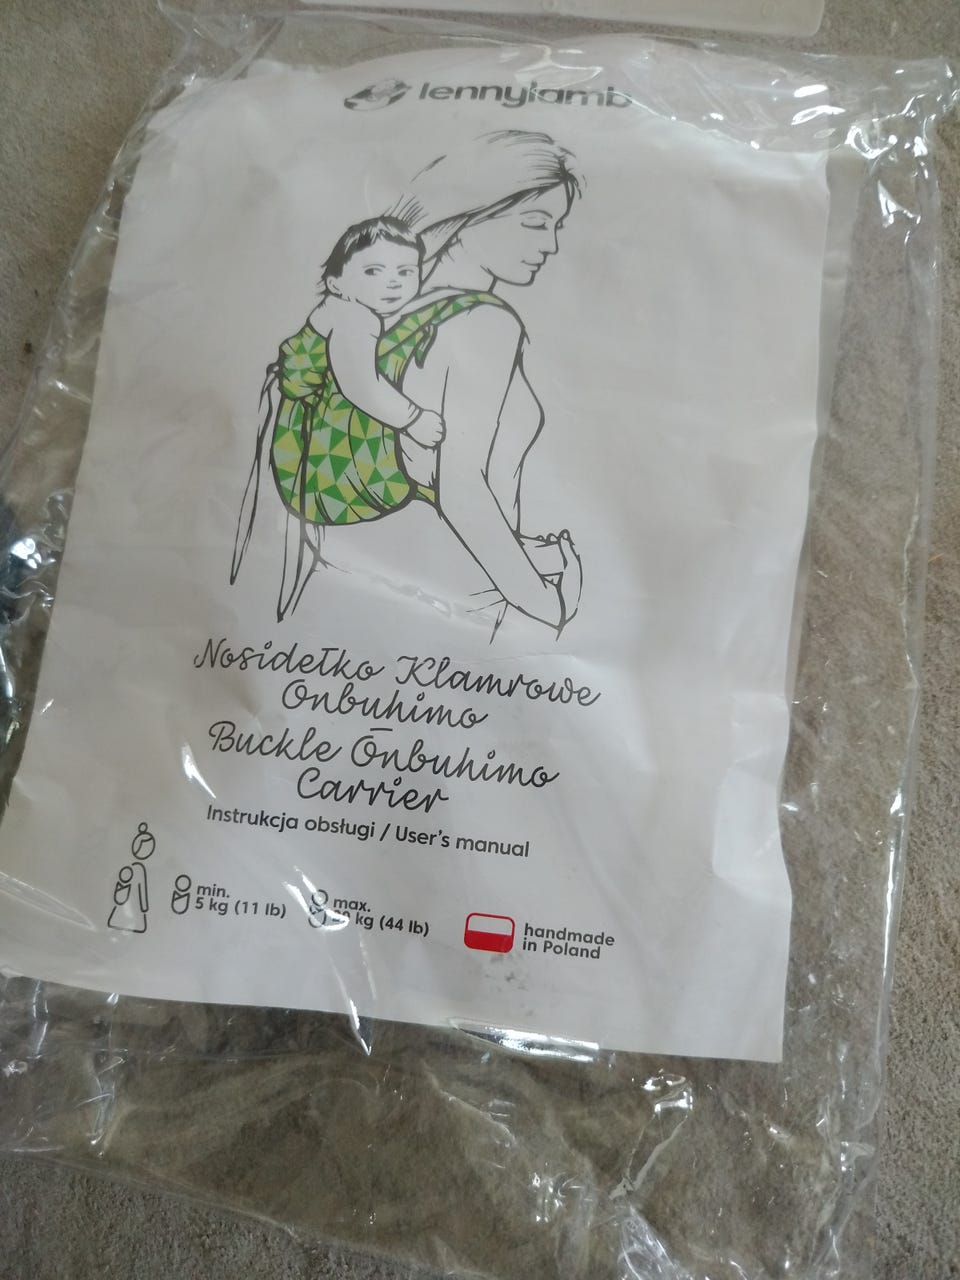 lennylamb
Nosidełko Klamrowe
Onbuhimo
Buckle Onbuhimo
Carrier
Instrukcja obsługi / User's manual
min.
5 kg (11 lb)
max.
kg (44 lb)
handmade
in Poland